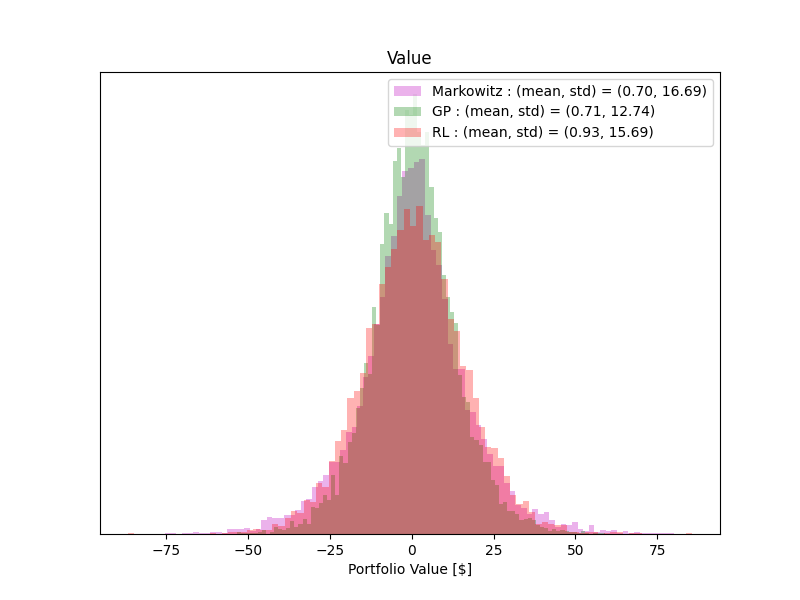 Value
Markowitz : (mean, std) = (0.70, 16.69)
GP : (mean, std) = (0.71, 12.74)
RL : (mean, std) = (0.93, 15.69)
−75 −50 −25 0 25 50 75
Portfolio Value [$]